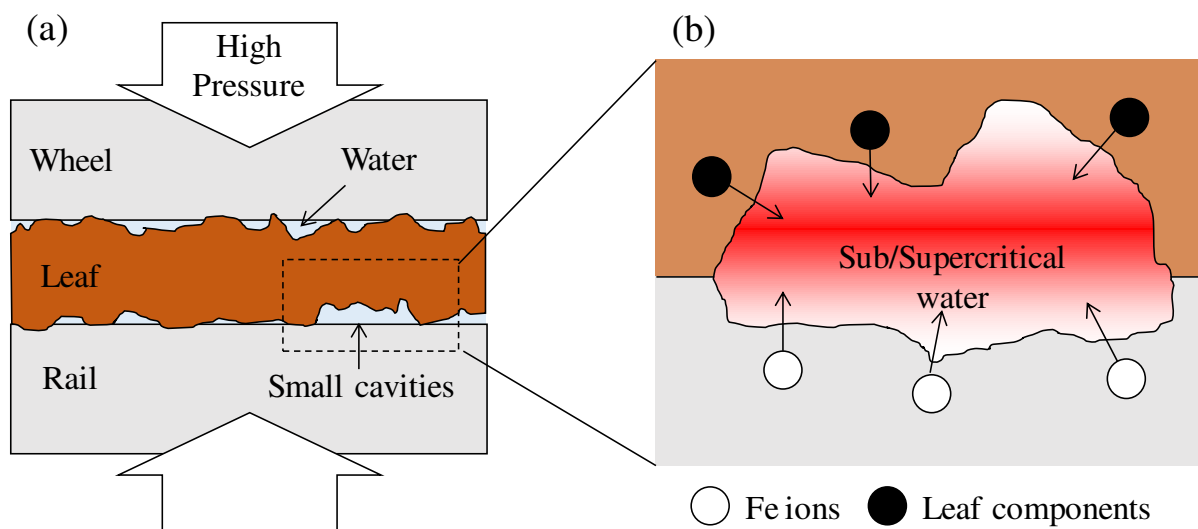 (a)
High
Pressure
Wheel
Water
Leaf
Rail
Small cavities
(b)
Sub/Supercritical
water
Fe ions
Leaf components